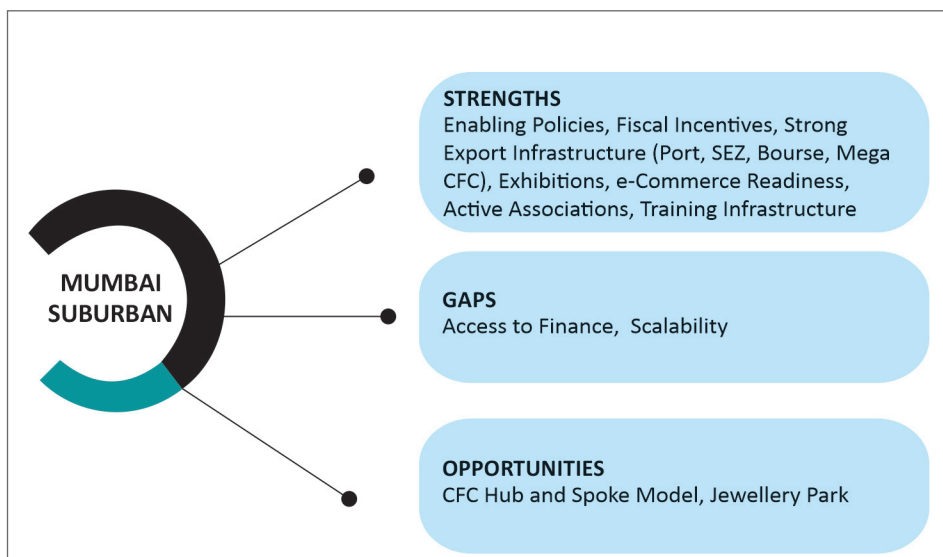 MUMBAI
SUBURBAN
STRENGTHS
Enabling Policies, Fiscal Incentives, Strong
Export Infrastructure (Port, SEZ, Bourse, Mega
CFC), Exhibitions, e-Commerce Readiness,
Active Associations, Training Infrastructure
GAPS
Access to Finance,  Scalability
OPPORTUNITIES
CFC Hub and Spoke Model, Jewellery Park